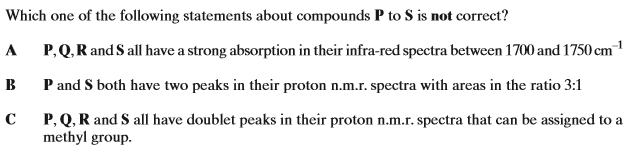 Which one of the following statements about compounds P to S is not correct?
A P, Q, R and S all have a strong absorption in their infra-red spectra between 1700 and 1750 cm⁻¹
B P and S both have two peaks in their proton n.m.r. spectra with areas in the ratio 3:1
C P, Q, R and S all have doublet peaks in their proton n.m.r. spectra that can be assigned to a
methyl group.